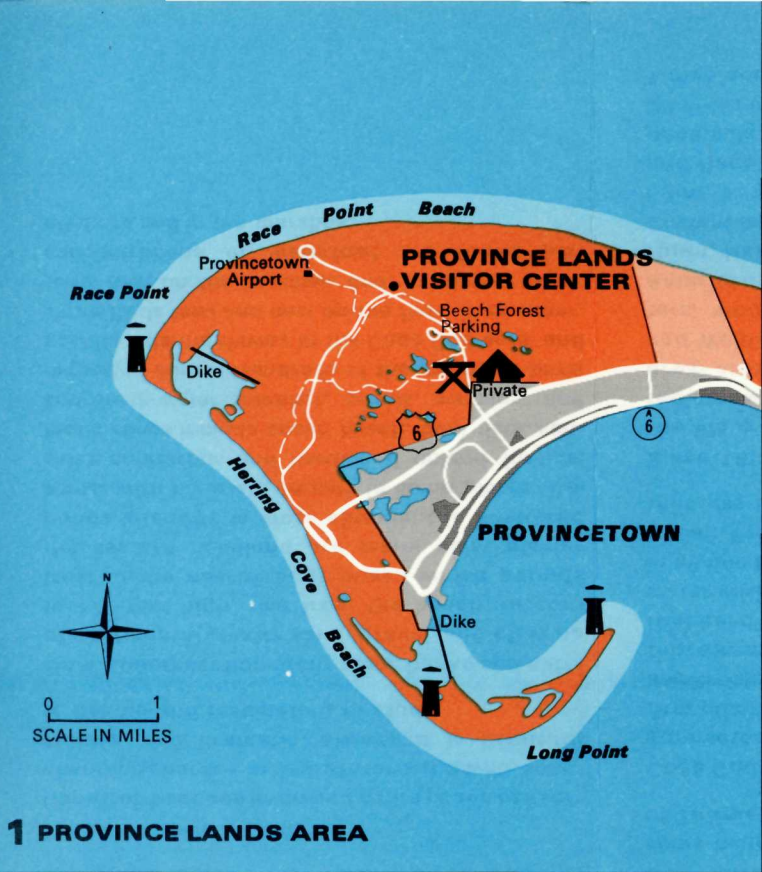 Race Point Beach
Provincetown
Airport
PROVINCE LANDS
VISITOR CENTER
Race Point
Beech Forest
Parking
Dike
Private
6
A
6
Herring Cove Beach
PROVINCETOWN
N
Dike
0 1
SCALE IN MILES
Long Point
1 PROVINCE LANDS AREA